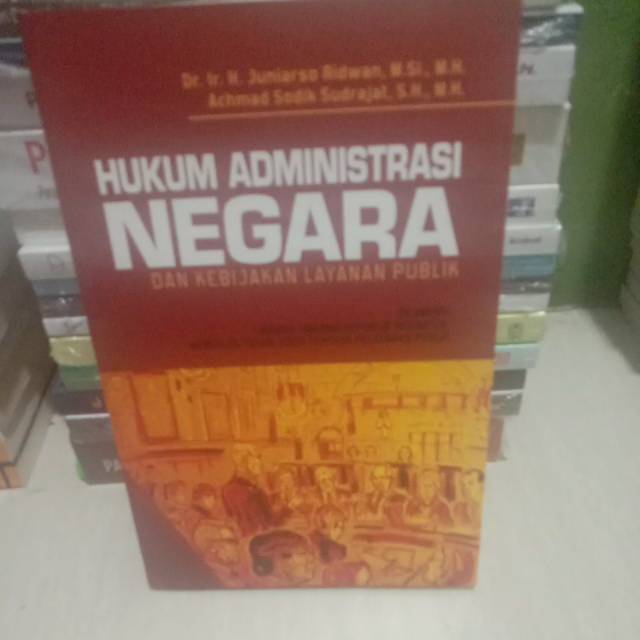 Dr. Ir. H. Juniarso Ridwan, M.Si., M.H.
Achmad Sodik Sudrajat, S.H., M.H.
HUKUM ADMINISTRASI
NEGARA
DAN KEBIJAKAN LAYANAN PUBLIK